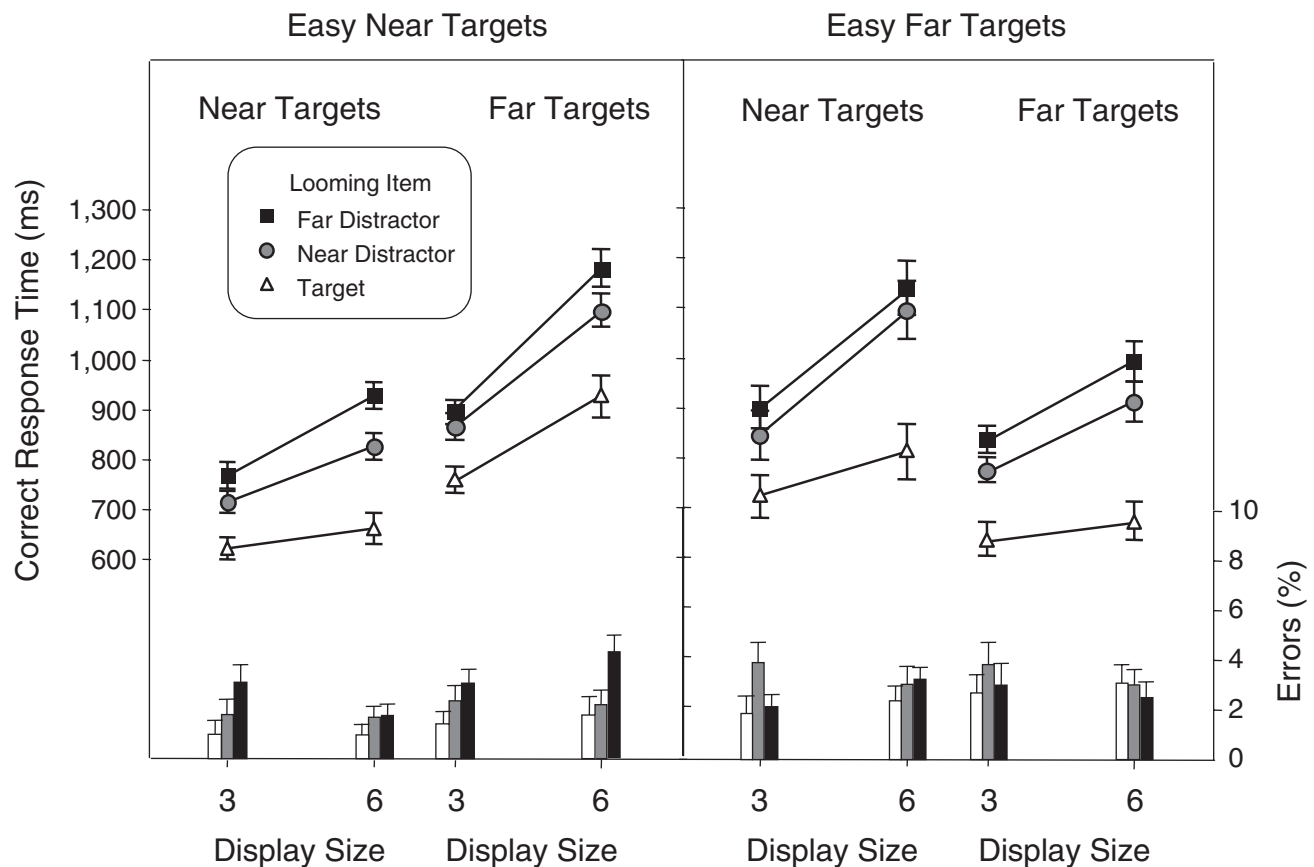 Easy Near Targets
Easy Far Targets
Near Targets
Far Targets
Near Targets
Far Targets
Looming Item
Far Distractor
Near Distractor
Target
Correct Response Time (ms)
1,300
1,200
1,100
1,000
900
800
700
600
10
8
6
4
2
0
Errors (%)
3
6
3
6
3
6
3
6
Display Size
Display Size
Display Size
Display Size